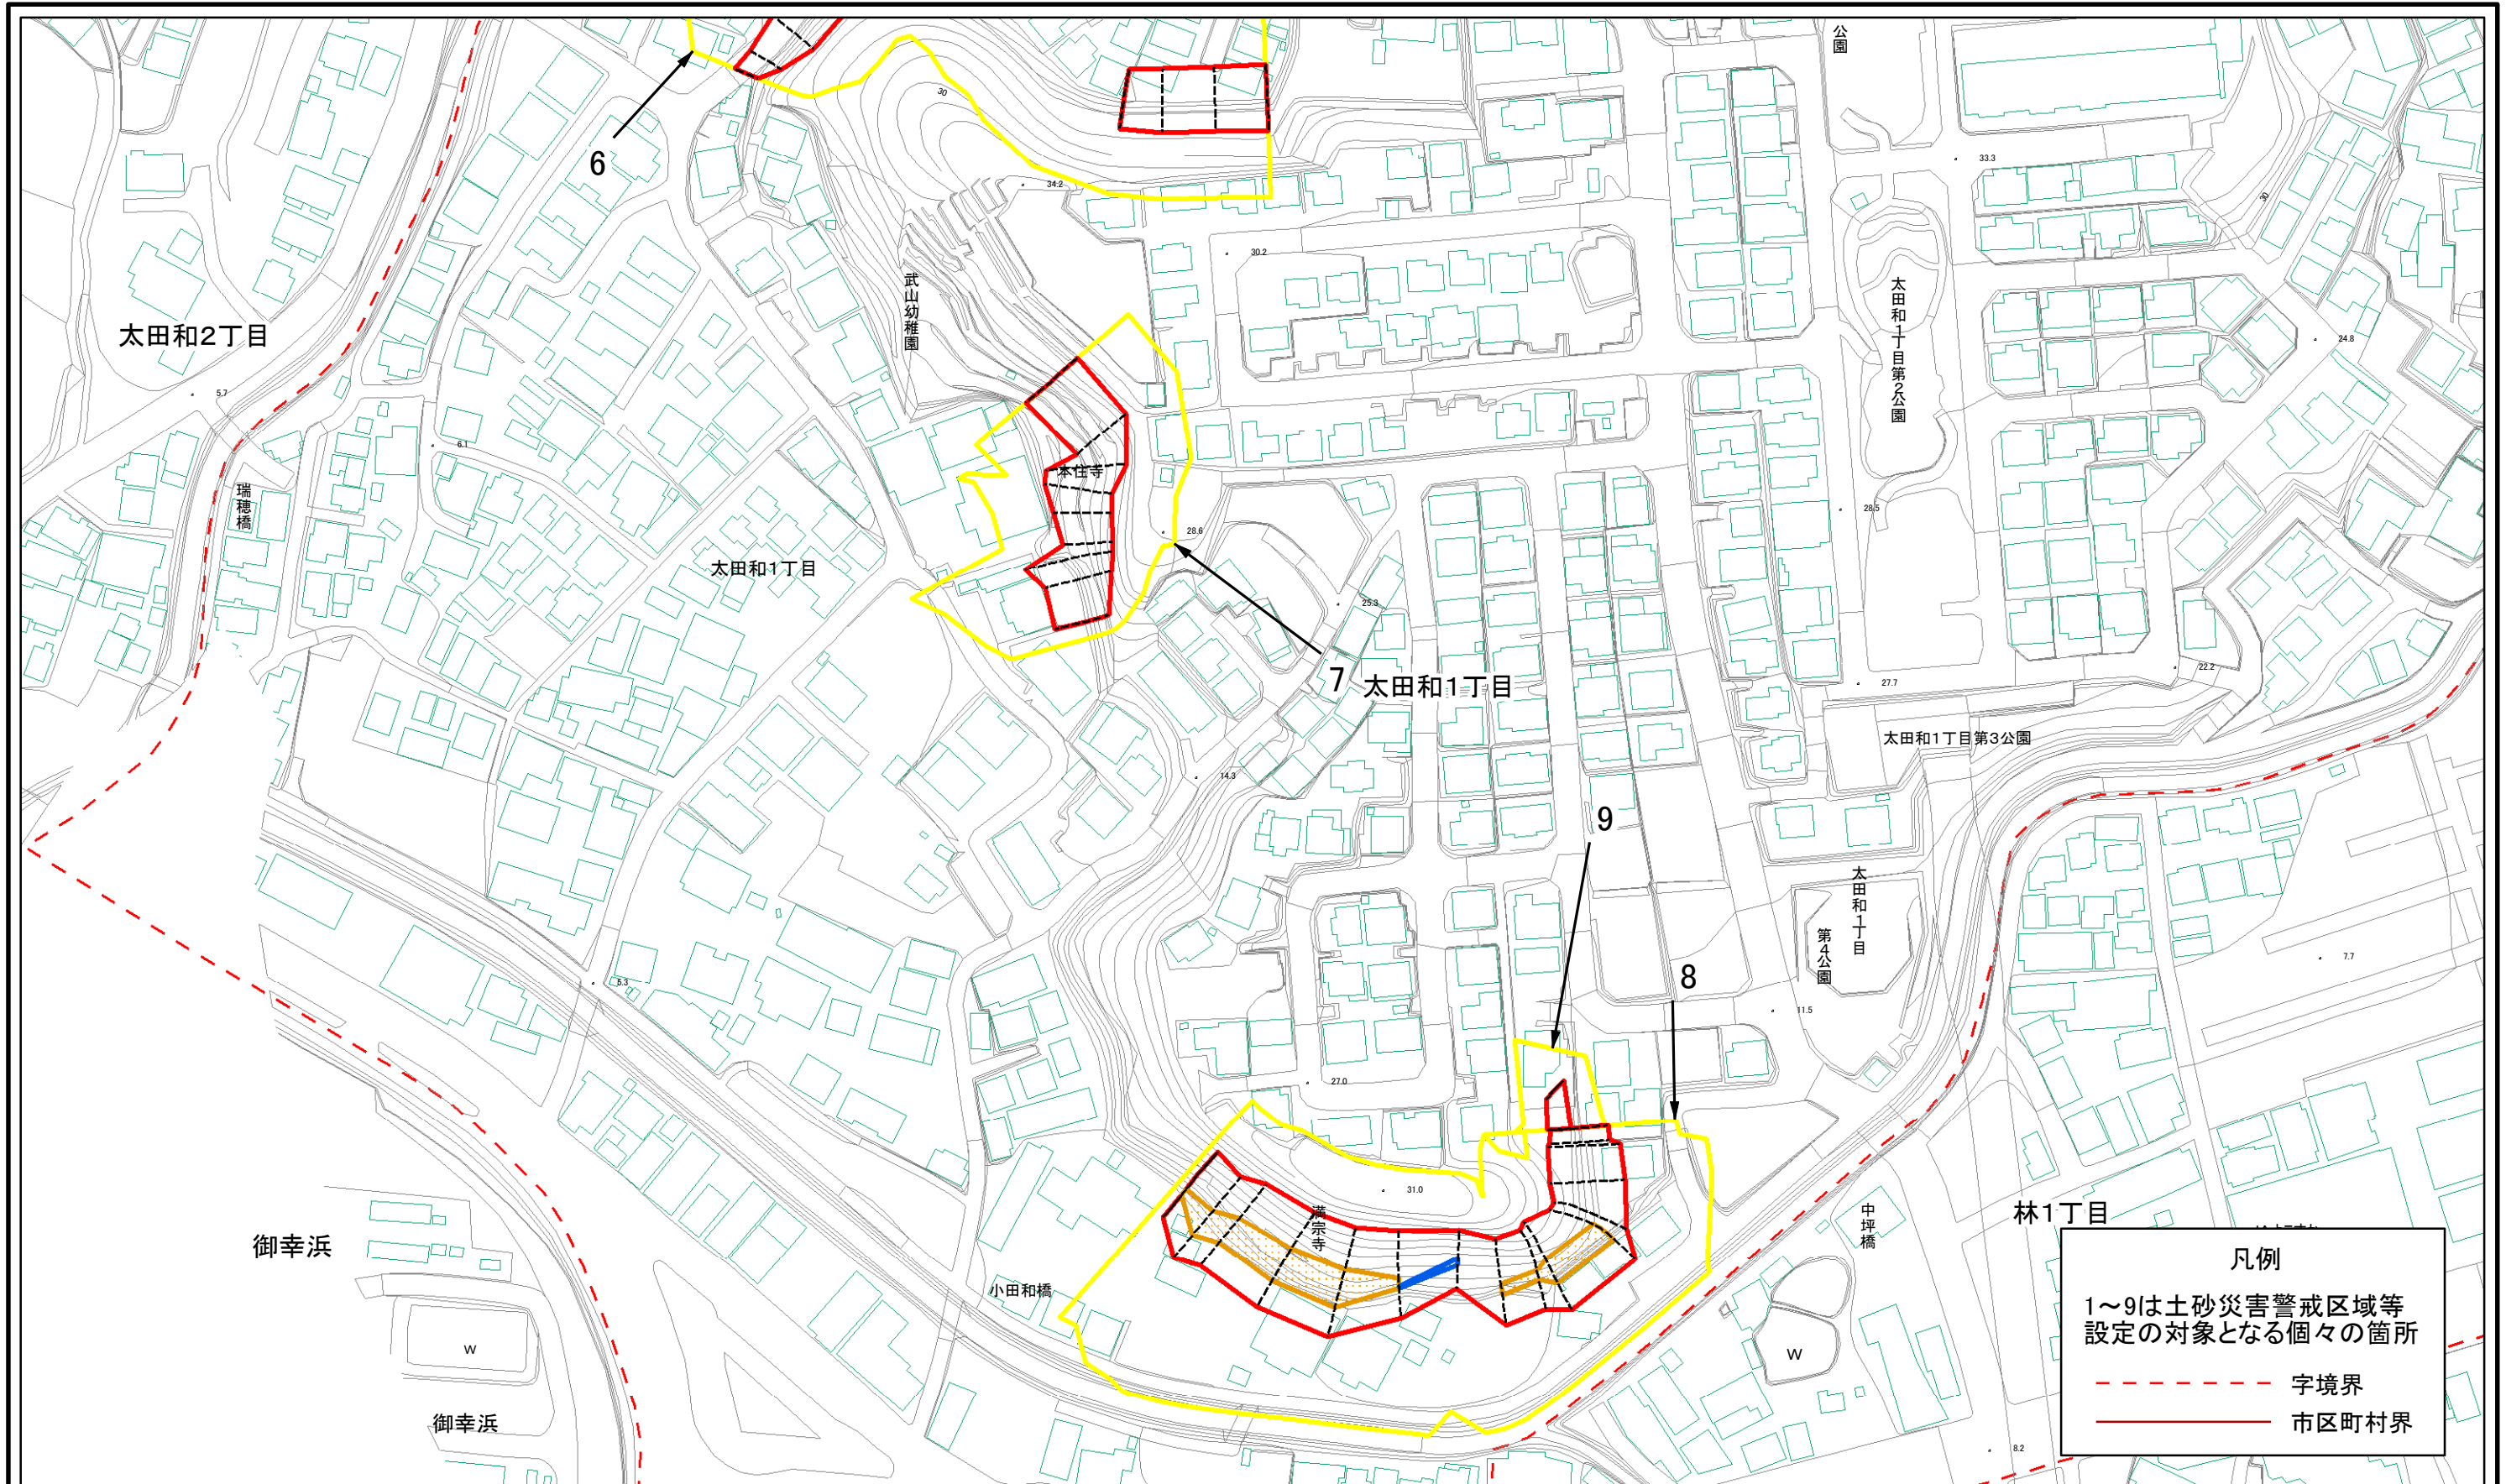 公園
6
30
33.3
34.2
30
30.2
武山幼稚園
太田和1丁目第2公園
太田和2丁目
24.8
5.7
6.1
本住寺
瑞穂橋
28.5
28.6
太田和1丁目
25.3
7
太田和1丁目
22.2
27.7
太田和1丁目第3公園
14.3
9
太田和1丁目
第4公園
7.7
8
5.3
11.5
27.0
31.0
満宗寺
中坪橋
林1丁目
御幸浜
小田和橋
W
W
御幸浜
8.2
凡例
1～9は土砂災害警戒区域等
設定の対象となる個々の箇所
字境界
市区町村界